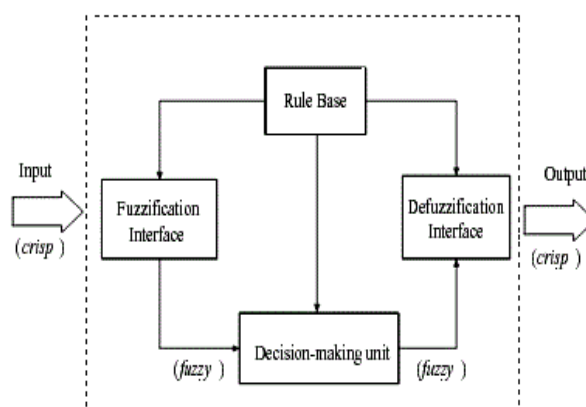 Rule Base
Input
(crisp)
Fuzzification
Interface
Defuzzification
Interface
Output
(crisp)
Decision-making unit
(fuzzy)
(fuzzy)